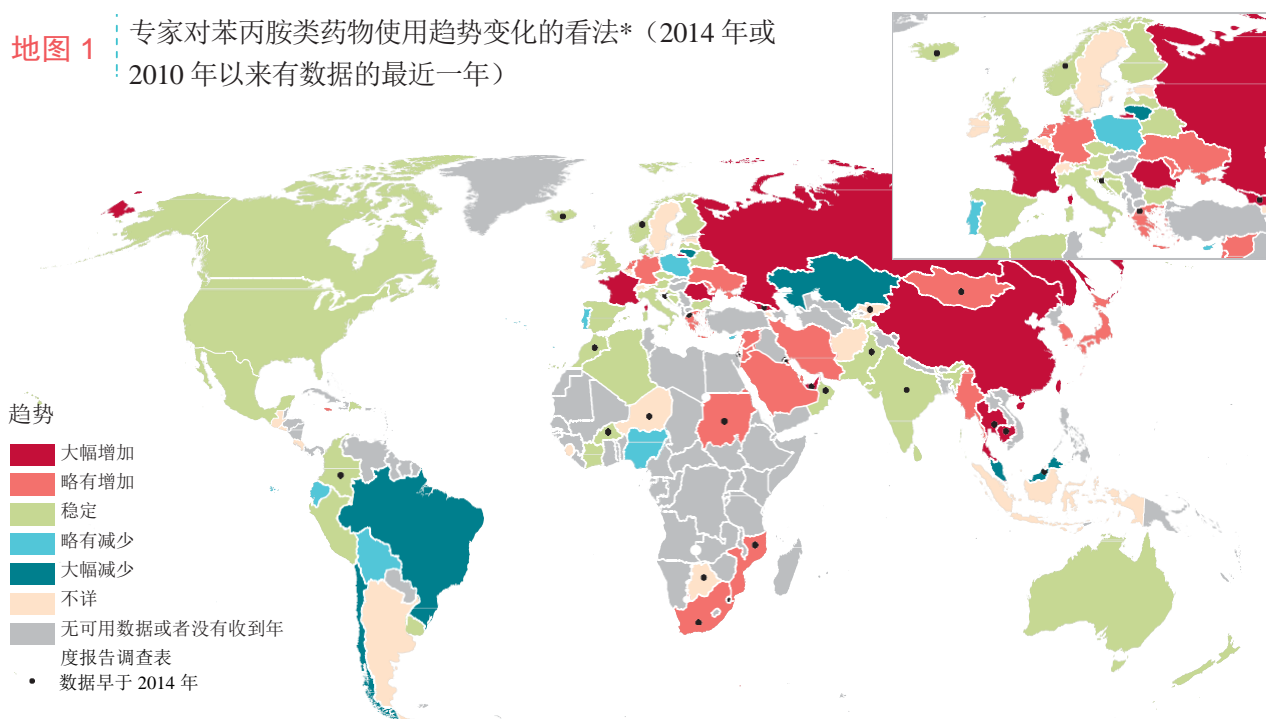 地图 1
专家对苯丙胺类药物使用趋势变化的看法*（2014 年或
2010 年以来有数据的最近一年）
趋势
大幅增加
略有增加
稳定
略有减少
大幅减少
不详
无可用数据或者没有收到年
度报告调查表
数据早于 2014 年